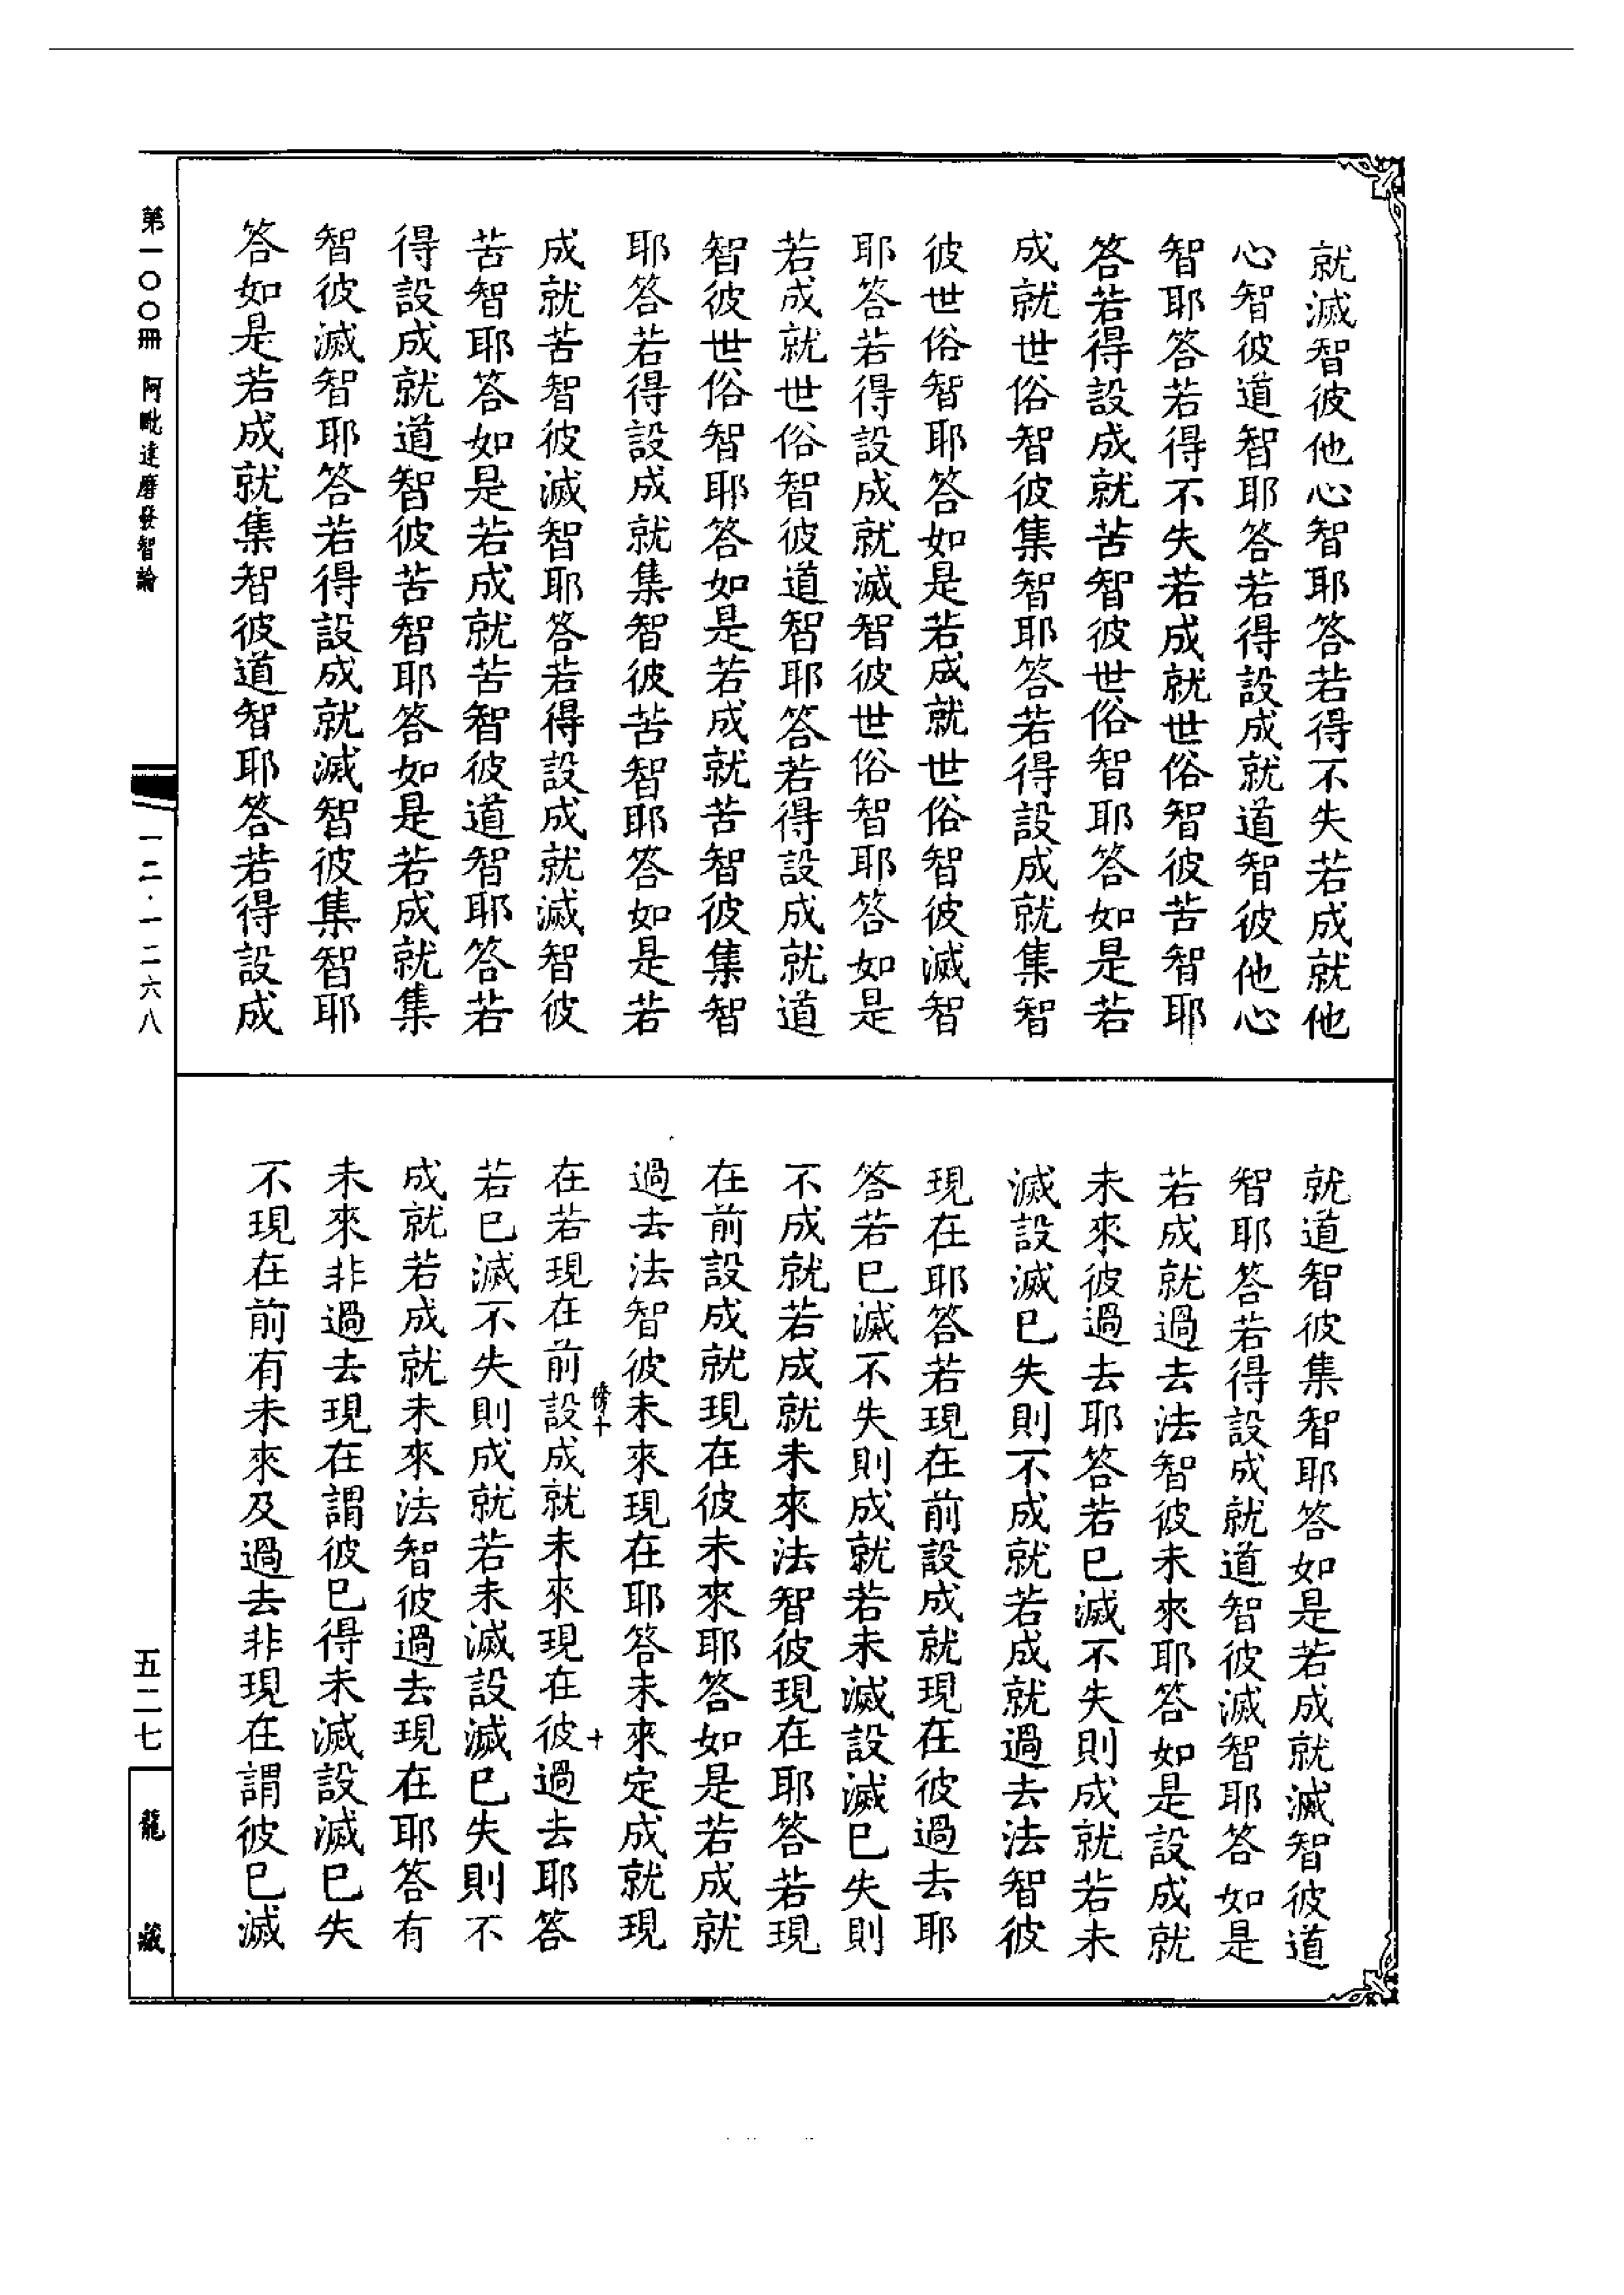 就滅智彼他心智耶答若得不失若成就他
心智彼道智耶答若得設成就道智彼他心
智耶答若得不失若成就世俗智彼苦智耶
答若得設成就苦智彼世俗智耶答如是若
成就世俗智彼集智耶答若得設成就集智
彼世俗智耶答如是若成就世俗智彼滅智
耶答若得設成就滅智彼世俗智耶答如是
若成就世俗智彼道智耶答若得設成就道
智彼世俗智耶答如是若成就苦智彼集智
耶答若得設成就集智彼苦智耶答如是若
成就苦智彼滅智耶答若得設成就滅智彼
苦智耶答如是若成就苦智彼道智耶答若
得設成就道智彼苦智耶答如是若成就集
智彼滅智耶答若得設成就滅智彼集智耶
答如是若成就集智彼道智耶答若得設成
就道智彼集智耶答如是若成就滅智彼道
智耶答若得設成就道智彼滅智耶答如是
若成就過去法智彼未來耶答如是設成就
未來彼過去耶答若已滅不失則成就若未
滅設滅已失則不成就若成就過去法智彼
現在耶答若現在前設成就現在彼過去耶
答若已滅不失則成就若未滅設滅已失則
不成就若成就未來法智彼現在耶答若現
在前設成就現在彼未來耶答如是若成就
過去法智彼未來現在耶答未來定成就現
在若現在前設成就未來現在彼過去耶答
若已滅不失則成就若未滅設滅已失則不
成就若成就未來法智彼過去現在耶答有
未來非過去現在謂彼已得未滅設滅已失
不現在前有未來及過去非現在謂彼已滅
第一〇〇冊 阿毗達磨發智論
一二·一二六八
五二七
龍藏